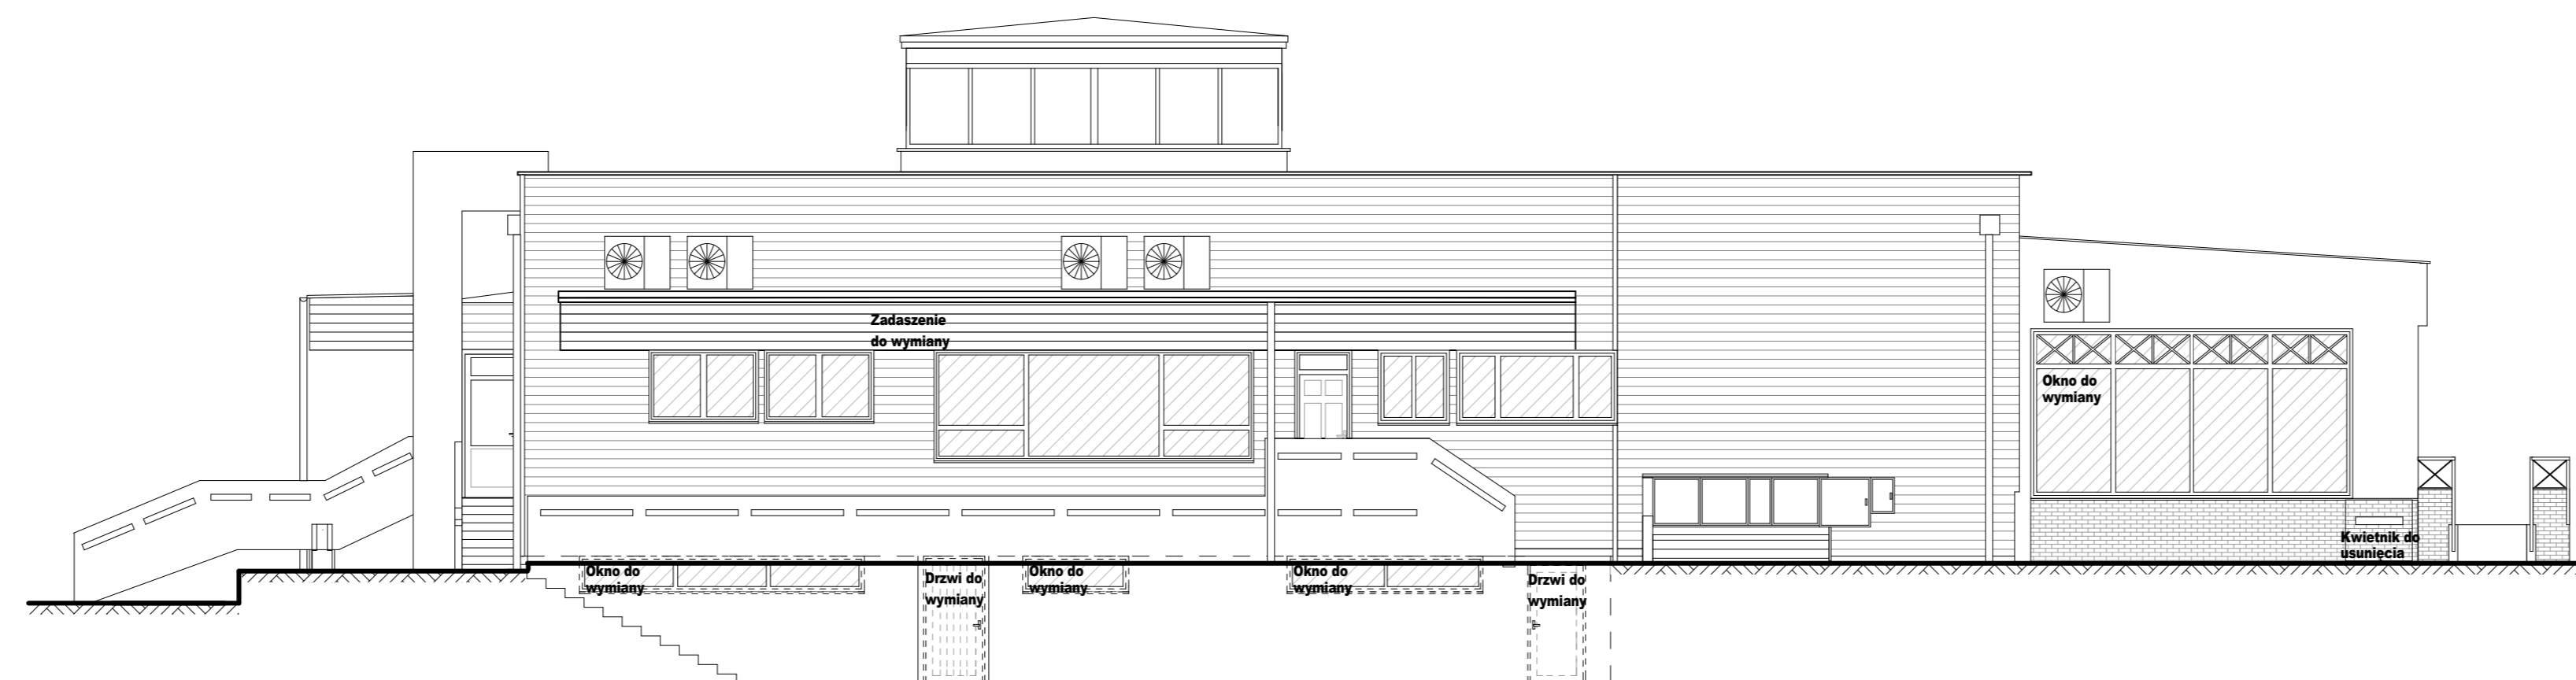 Zadaszenie
do wymiany
Okno do
wymiany
Kwietnik do
usunięcia
Okno do
wymiany
Drzwi do
wymiany
Okno do
wymiany
Okno do
wymiany
Drzwi do
wymiany